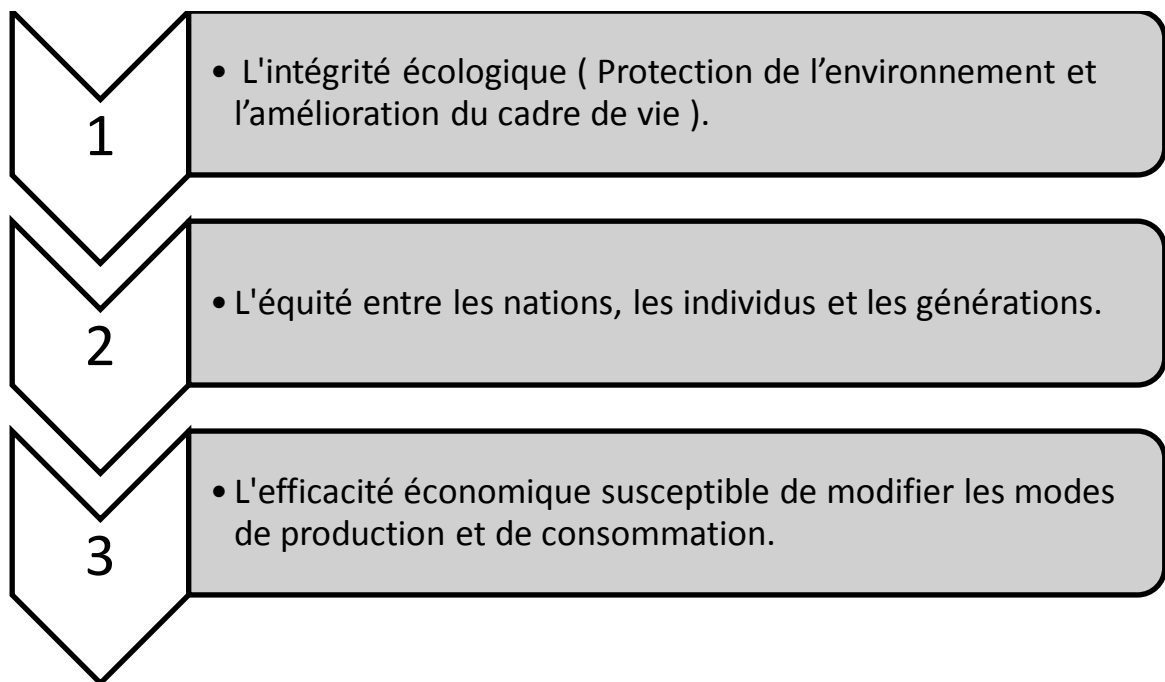 1
• L'intégrité écologique ( Protection de l’environnement et
l’amélioration du cadre de vie ).
2
• L'équité entre les nations, les individus et les générations.
3
• L'efficacité économique susceptible de modifier les modes
de production et de consommation.